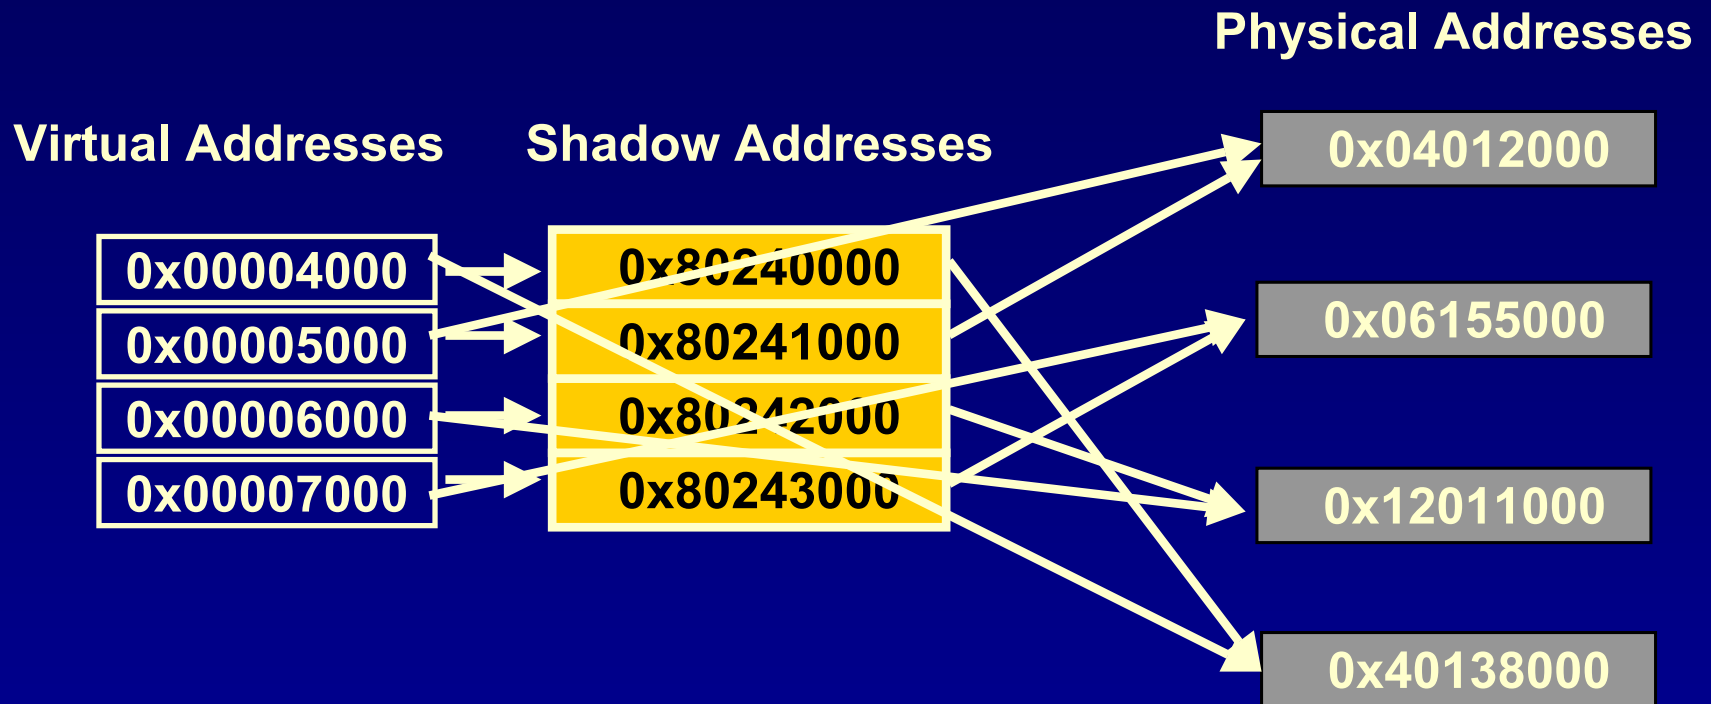 Physical Addresses
Virtual Addresses
Shadow Addresses
0x00004000
0x00005000
0x00006000
0x00007000
0x80240000
0x80241000
0x80242000
0x80243000
0x04012000
0x06155000
0x12011000
0x40138000